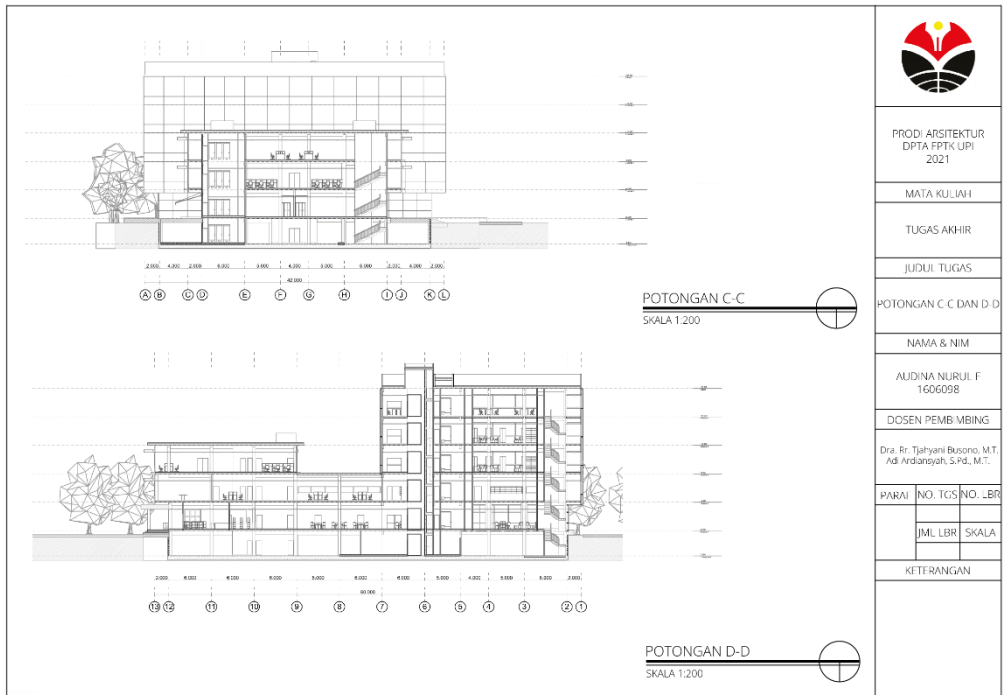 2.000 4.000 2.000 6.000 5.000 4.000 5.000 6.000 2.000 4.000 2.000
42.000
A B C D E F G H I J K L
POTONGAN C-C
SKALA 1:200
2.000 6.000 6.000 6.000 6.000 6.000 6.000 5.000 4.000 5.000 6.000 2.000
60.000
13 12 11 10 9 8 7 6 5 4 3 2 1
POTONGAN D-D
SKALA 1:200
PRODI ARSITEKTUR
DPTA FPTK UPI
2021
MATA KULIAH
TUGAS AKHIR
JUDUL TUGAS
POTONGAN C-C DAN D-D
NAMA & NIM
AUDINA NURUL F
1606098
DOSEN PEMBIMBING
Dra. Rr. Tjahyani Busono, M.T.
Adi Ardiansyah, S.Pd., M.T.
PARAF NO. TGS NO. LBR
JML LBR SKALA
KETERANGAN